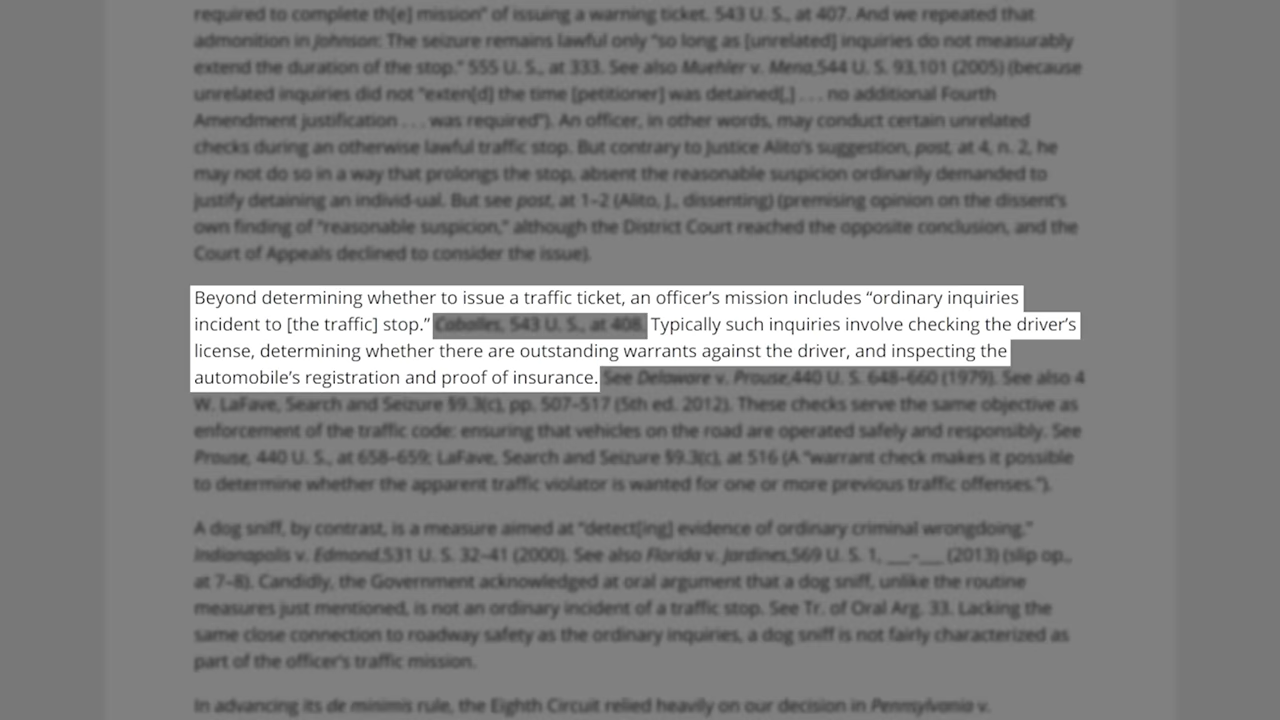 required to complete th[e] mission” of issuing a warning ticket. 543 U. S., at 407. And we repeated that
admonition in Johnson: The seizure remains lawful only “so long as [unrelated] inquiries do not measurably
extend the duration of the stop.” 555 U. S., at 333. See also Muehler v. Mena,544 U. S. 93,101 (2005) (because
unrelated inquiries did not “exten[d] the time [petitioner] was detained[,] . . . no additional Fourth
Amendment justification . . . was required”). An officer, in other words, may conduct certain unrelated
checks during an otherwise lawful traffic stop. But contrary to Justice Alito’s suggestion, post, at 4, n. 2, he
may not do so in a way that prolongs the stop, absent the reasonable suspicion ordinarily demanded to
justify detaining an individ-ual. But see post, at 1–2 (Alito, J., dissenting) (premising opinion on the dissent’s
own finding of “reasonable suspicion,” although the District Court reached the opposite conclusion, and the
Court of Appeals declined to consider the issue).
Beyond determining whether to issue a traffic ticket, an officer’s mission includes “ordinary inquiries
incident to [the traffic] stop.” Caballes, 543 U. S., at 408. Typically such inquiries involve checking the driver’s
license, determining whether there are outstanding warrants against the driver, and inspecting the
automobile’s registration and proof of insurance. See Delaware v. Prouse,440 U. S. 648–660 (1979). See also 4
W. LaFave, Search and Seizure §9.3(c), pp. 507–517 (5th ed. 2012). These checks serve the same objective as
enforcement of the traffic code: ensuring that vehicles on the road are operated safely and responsibly. See
Prouse, 440 U. S., at 658–659; LaFave, Search and Seizure §9.3(c), at 516 (A “warrant check makes it possible
to determine whether the apparent traffic violator is wanted for one or more previous traffic offenses.”).
A dog sniff, by contrast, is a measure aimed at “detect[ing] evidence of ordinary criminal wrongdoing.”
Indianapolis v. Edmond,531 U. S. 32–41 (2000). See also Florida v. Jardines,569 U. S. 1, ___–___ (2013) (slip op.,
at 7–8). Candidly, the Government acknowledged at oral argument that a dog sniff, unlike the routine
measures just mentioned, is not an ordinary incident of a traffic stop. See Tr. of Oral Arg. 33. Lacking the
same close connection to roadway safety as the ordinary inquiries, a dog sniff is not fairly characterized as
part of the officer’s traffic mission.
In advancing its de minimis rule, the Eighth Circuit relied heavily on our decision in Pennsylvania v.